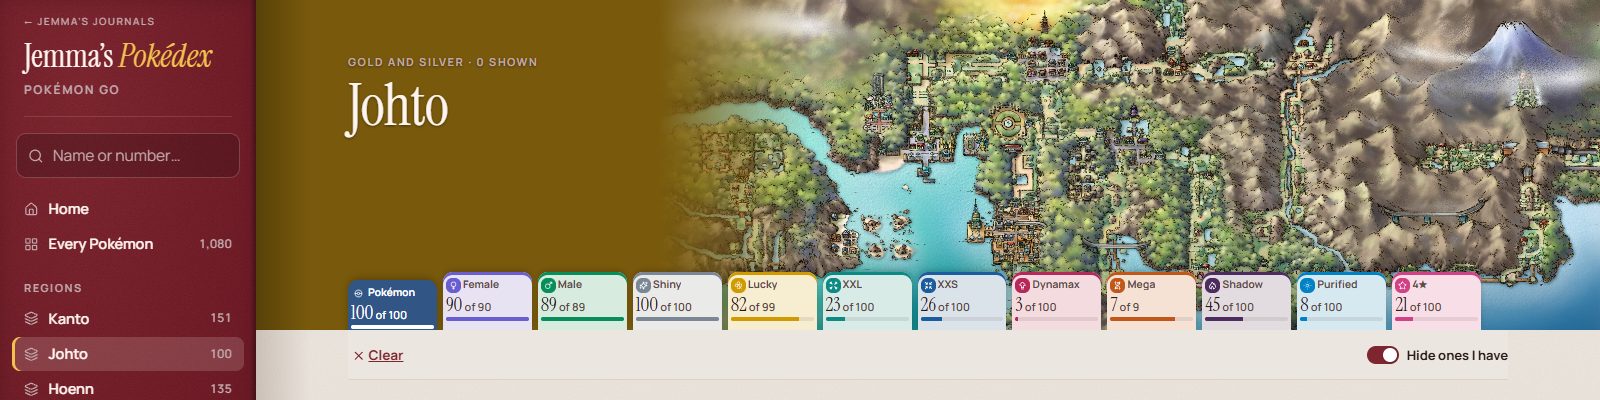 ← JEMMA'S JOURNALS
Jemma's Pokédex
POKÉMON GO
Name or number...
Home
Every Pokémon 1,080
REGIONS
Kanto 151
Johto 100
Hoenn 135
GOLD AND SILVER · 0 SHOWN
Johto
Pokémon
100 of 100
Female
90 of 90
Male
89 of 89
Shiny
100 of 100
Lucky
82 of 99
XXL
23 of 100
XXS
26 of 100
Dynamax
3 of 100
Mega
7 of 9
Shadow
45 of 100
Purified
8 of 100
4★
21 of 100
× Clear
Hide ones I have